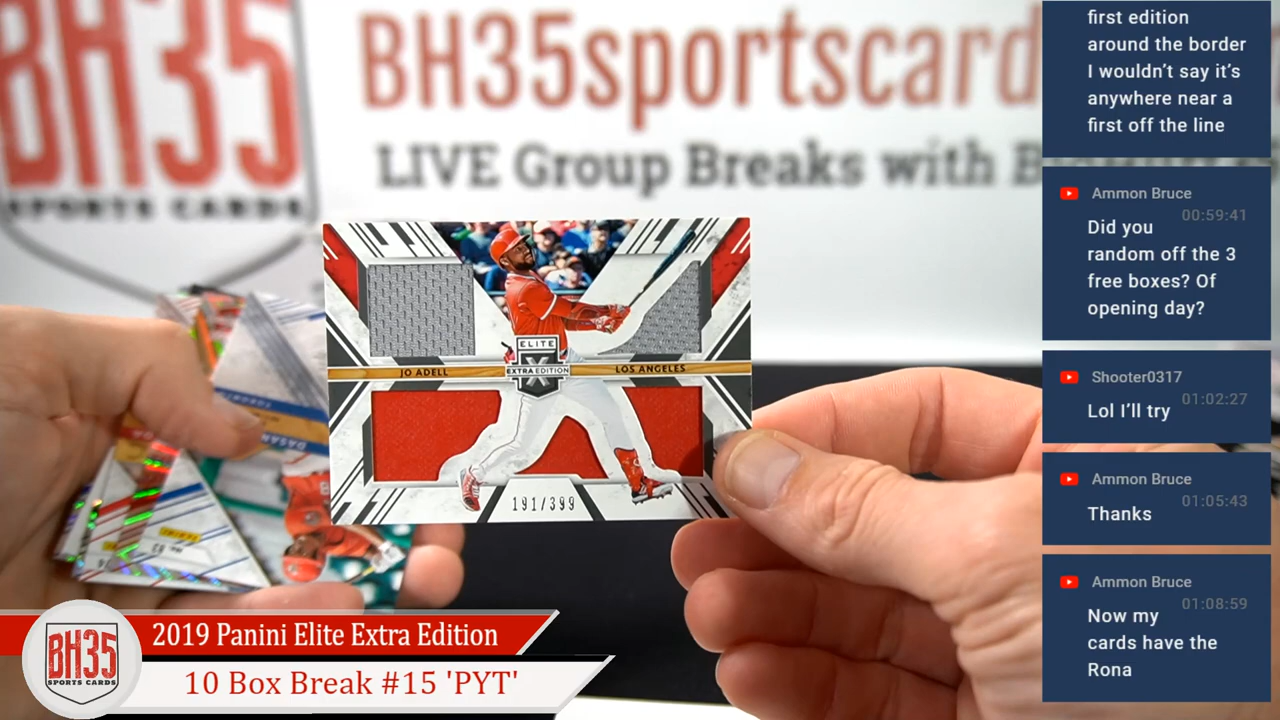 BH35
SPORTS CARDS
BH35sportscard
LIVE Group Breaks with B
ELITE
X
EXTRA EDITION
JO ADELL
LOS ANGELES
191/399
first edition
around the border
I wouldn’t say it’s
anywhere near a
first off the line
Ammon Bruce
00:59:41
Did you
random off the 3
free boxes? Of
opening day?
Shooter0317
01:02:27
Lol I’ll try
Ammon Bruce
01:05:43
Thanks
Ammon Bruce
01:08:59
Now my
cards have the
Rona
BH35
SPORTS CARDS
2019 Panini Elite Extra Edition
10 Box Break #15 'PYT'